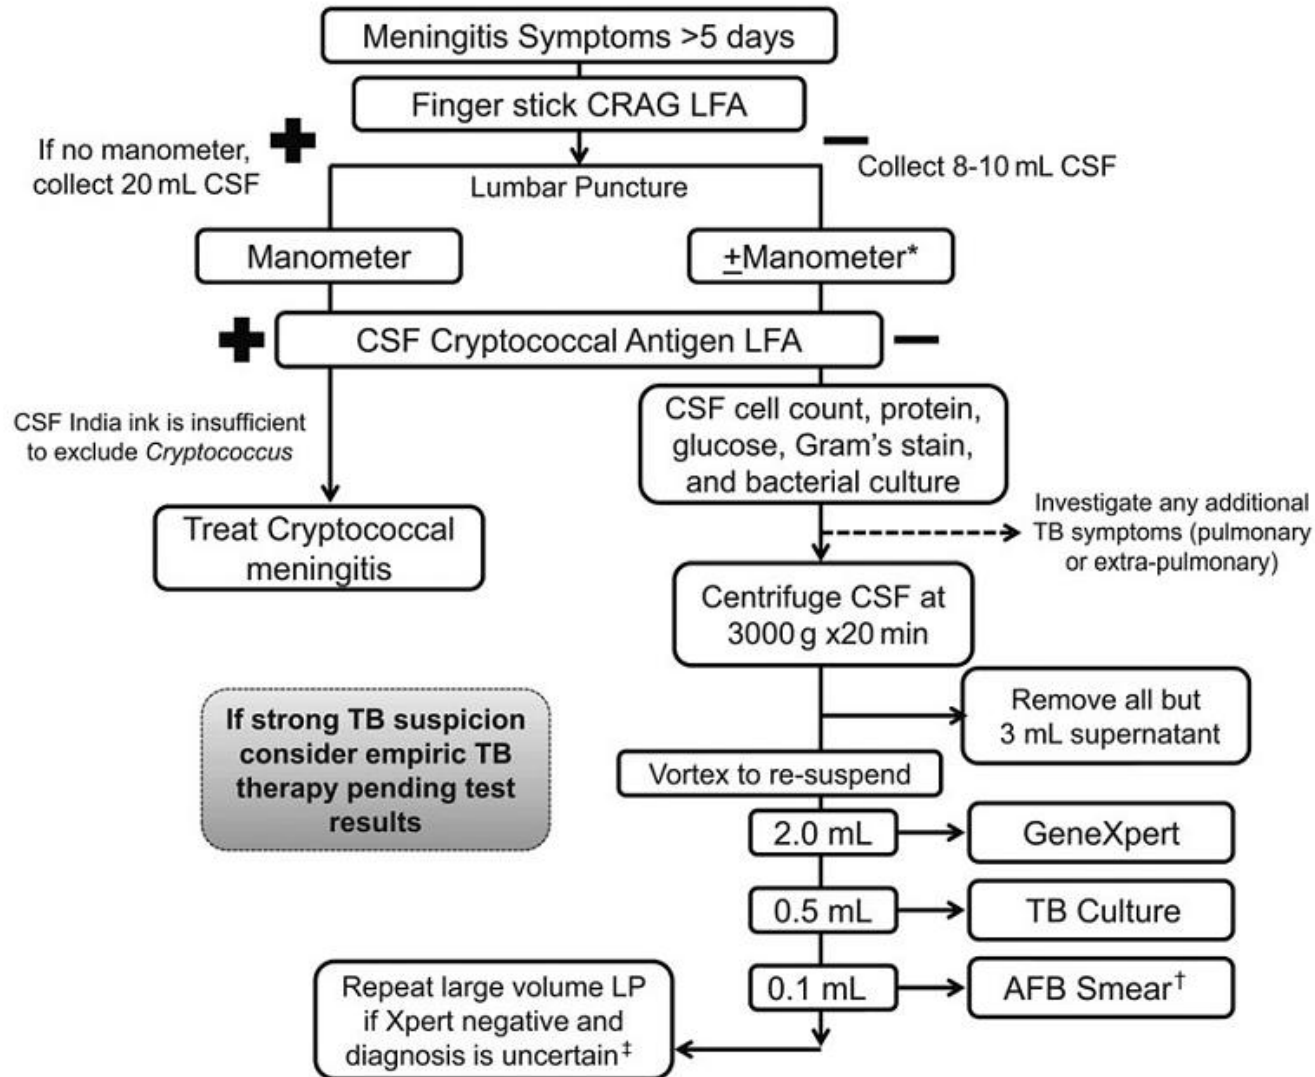 Meningitis Symptoms >5 days
Finger stick CRAG LFA
If no manometer,
collect 20 mL CSF
+
−
Collect 8-10 mL CSF
Lumbar Puncture
Manometer
±Manometer*
+
CSF Cryptococcal Antigen LFA
−
CSF India ink is insufficient
to exclude Cryptococcus
Treat Cryptococcal
meningitis
CSF cell count, protein,
glucose, Gram's stain,
and bacterial culture
Investigate any additional
TB symptoms (pulmonary
or extra-pulmonary)
Centrifuge CSF at
3000 g x20 min
Remove all but
3 mL supernatant
If strong TB suspicion
consider empiric TB
therapy pending test
results
Vortex to re-suspend
2.0 mL
GeneXpert
0.5 mL
TB Culture
0.1 mL
AFB Smear†
Repeat large volume LP
if Xpert negative and
diagnosis is uncertain‡